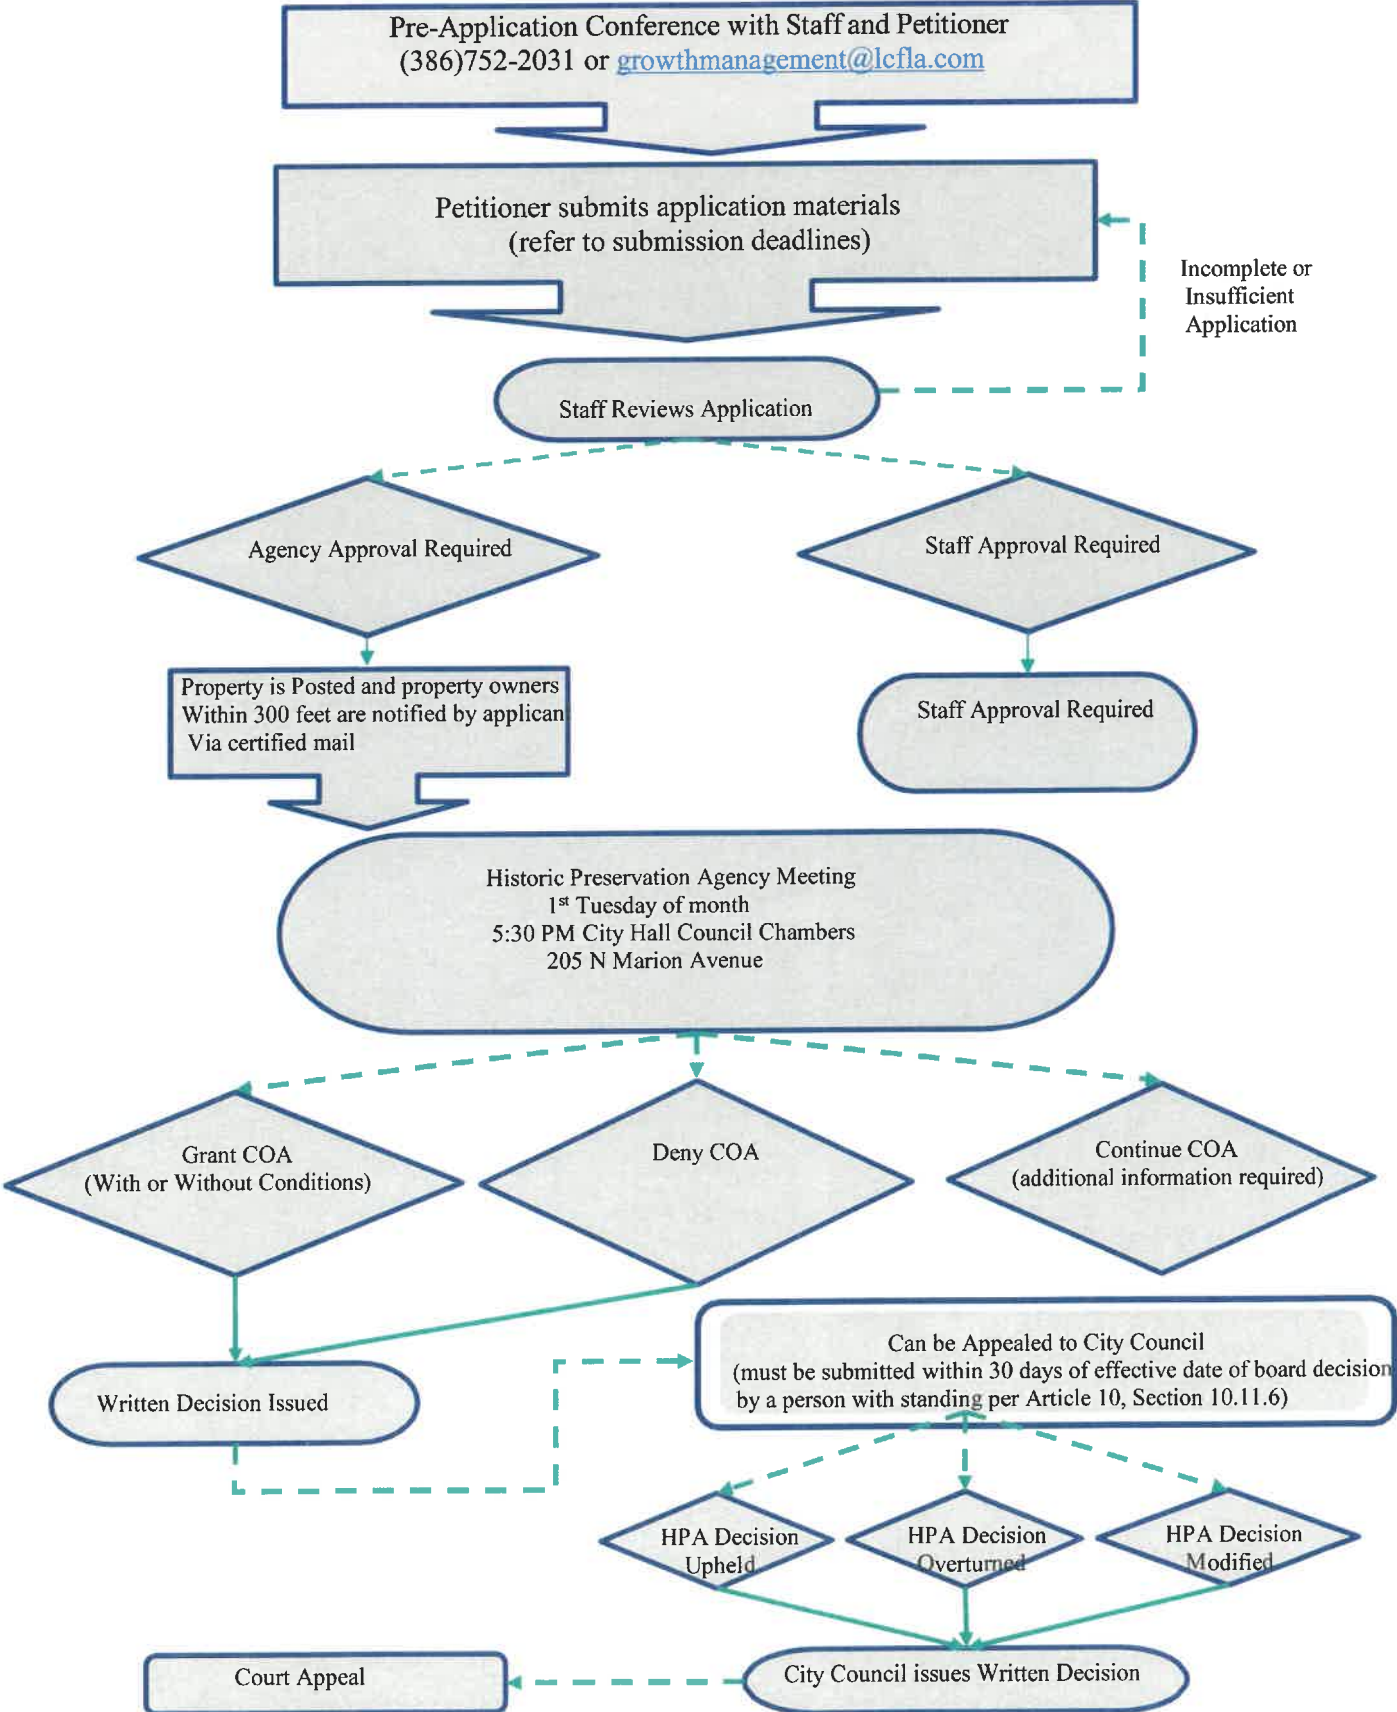 Pre-Application Conference with Staff and Petitioner
(386)752-2031 or growthmanagement@lcfla.com
Petitioner submits application materials
(refer to submission deadlines)
Incomplete or
Insufficient
Application
Staff Reviews Application
Agency Approval Required
Staff Approval Required
Property is Posted and property owners
Within 300 feet are notified by applican
Via certified mail
Staff Approval Required
Historic Preservation Agency Meeting
1st Tuesday of month
5:30 PM City Hall Council Chambers
205 N Marion Avenue
Grant COA
(With or Without Conditions)
Deny COA
Continue COA
(additional information required)
Can be Appealed to City Council
(must be submitted within 30 days of effective date of board decision
by a person with standing per Article 10, Section 10.11.6)
Written Decision Issued
HPA Decision
Upheld
HPA Decision
Overturned
HPA Decision
Modified
Court Appeal
City Council issues Written Decision